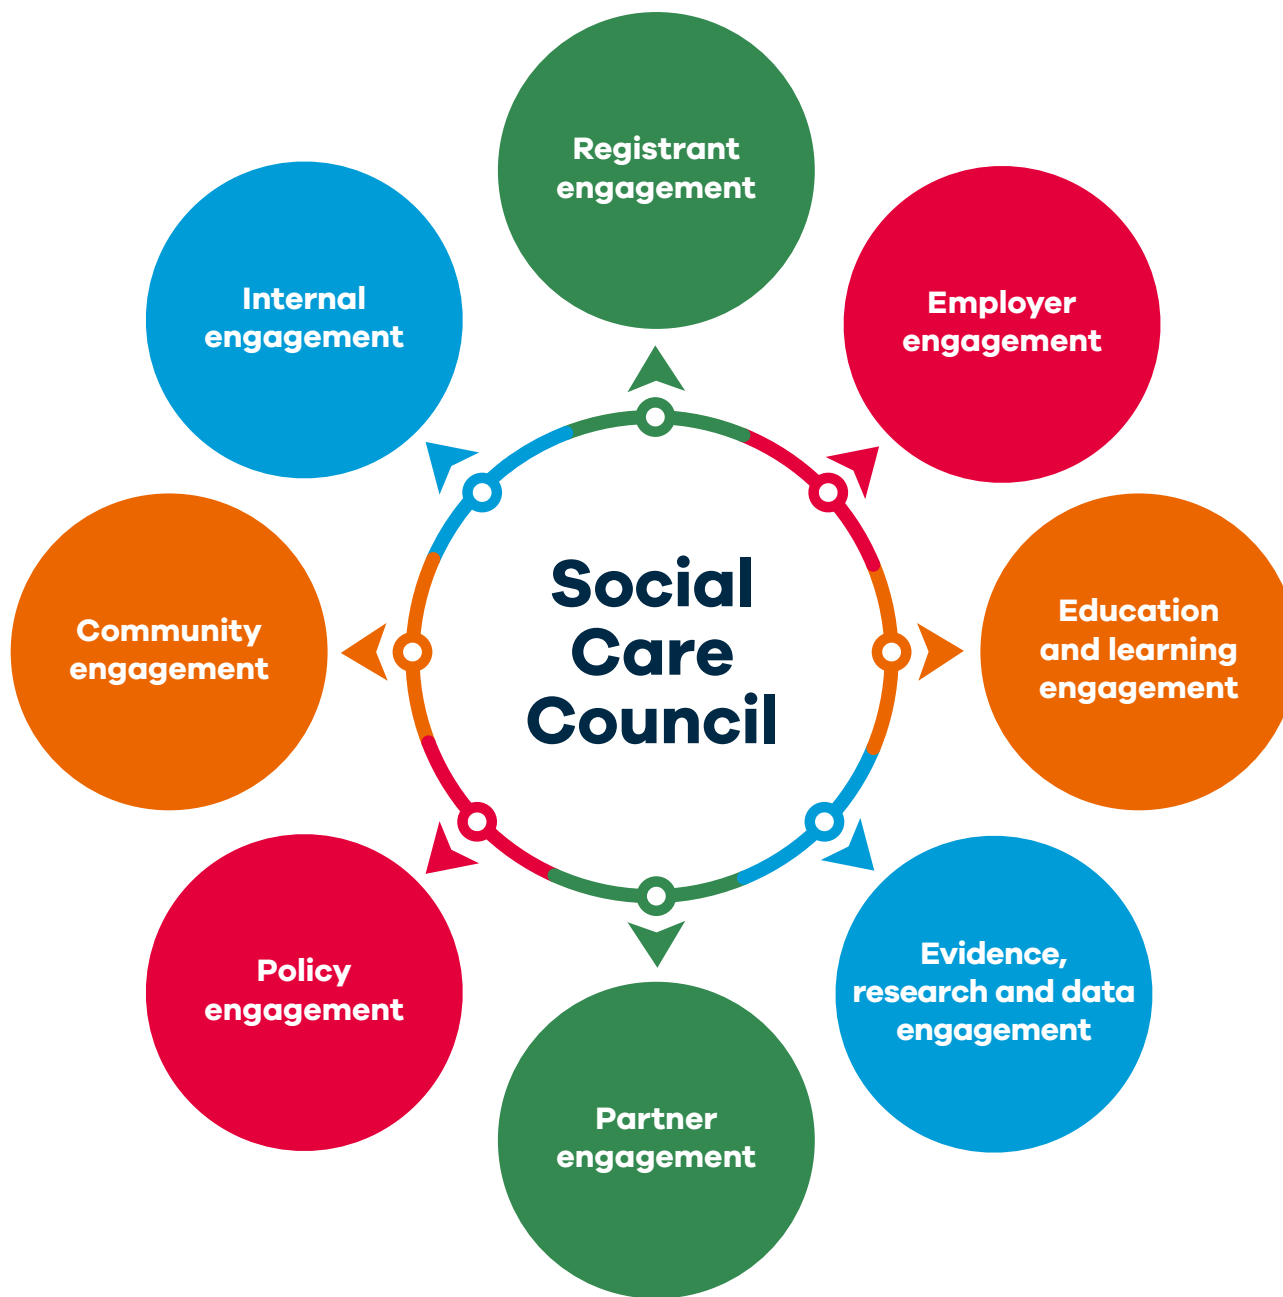 Registrant
engagement
Employer
engagement
Education
and learning
engagement
Evidence,
research and data
engagement
Partner
engagement
Policy
engagement
Community
engagement
Internal
engagement
Social
Care
Council